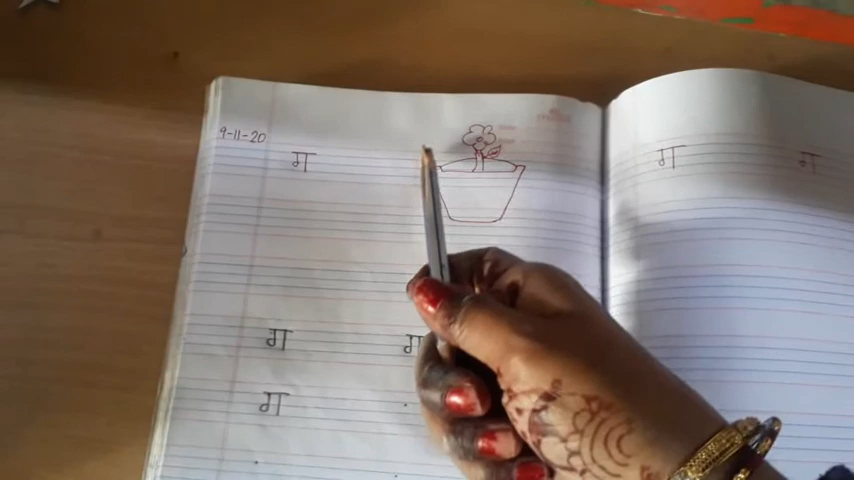 9-11-20
ग ग ग
ग ग
ग